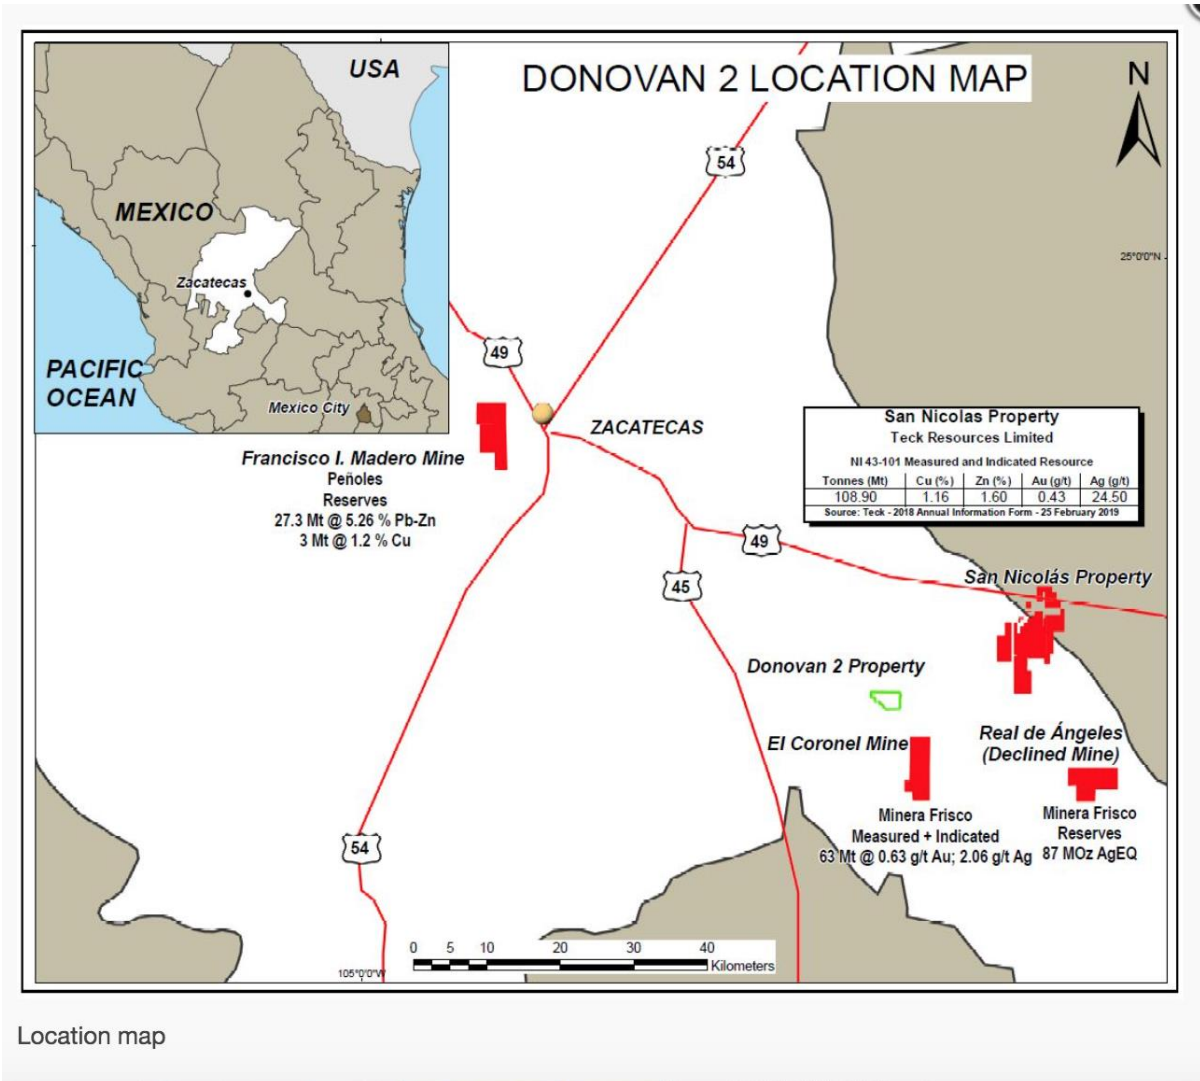 DONOVAN 2 LOCATION MAP
N
USA
MEXICO
Zacatecas
PACIFIC
OCEAN
Mexico City
54
25°0'0"N
49
ZACATECAS
Francisco I. Madero Mine
Peñoles
Reserves
27.3 Mt @ 5.26 % Pb-Zn
3 Mt @ 1.2 % Cu
San Nicolas Property
Teck Resources Limited
NI 43-101 Measured and Indicated Resource
Tonnes (Mt) Cu (%) Zn (%) Au (g/t) Ag (g/t)
108.90 1.16 1.60 0.43 24.50
Source: Teck - 2018 Annual Information Form - 25 February 2019
49
45
San Nicolás Property
Donovan 2 Property
El Coronel Mine
Real de Ángeles
(Declined Mine)
Minera Frisco
Measured + Indicated
63 Mt @ 0.63 g/t Au; 2.06 g/t Ag
Minera Frisco
Reserves
87 MOz AgEQ
54
0 5 10 20 30 40
Kilometers
105°0'0"W
Location map